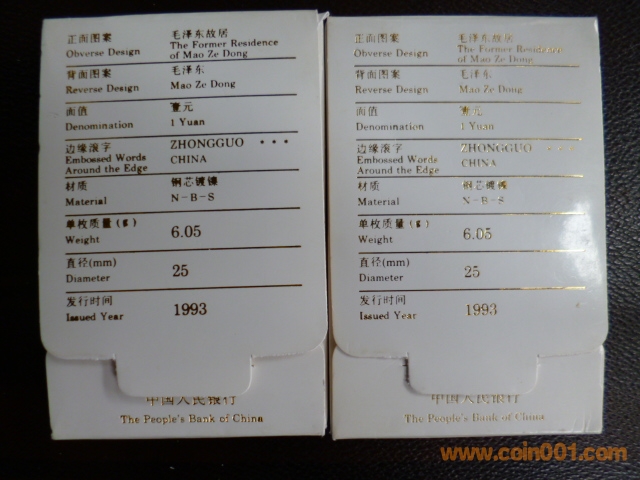 正面图案 毛泽东故居
Obverse Design The Former Residence
of Mao Ze Dong
背面图案 毛泽东
Reverse Design Mao Ze Dong
面值 壹元
Denomination 1 Yuan
边缘滚字 ZHONGGUO ···
Embossed Words CHINA
Around the Edge
材质 钢芯镀镍
Material N-B-S
单枚质量(g) 6.05
Weight
直径(mm) 25
Diameter
发行时间 1993
Issued Year
中国人民银行
The People's Bank of China
正面图案 毛泽东故居
Obverse Design The Former Residence
of Mao Ze Dong
背面图案 毛泽东
Reverse Design Mao Ze Dong
面值 壹元
Denomination 1 Yuan
边缘滚字 ZHONGGUO ···
Embossed Words CHINA
Around the Edge
材质 钢芯镀镍
Material N-B-S
单枚质量(g) 6.05
Weight
直径(mm) 25
Diameter
发行时间 1993
Issued Year
中国人民银行
The People's Bank of China
www.coin001.com